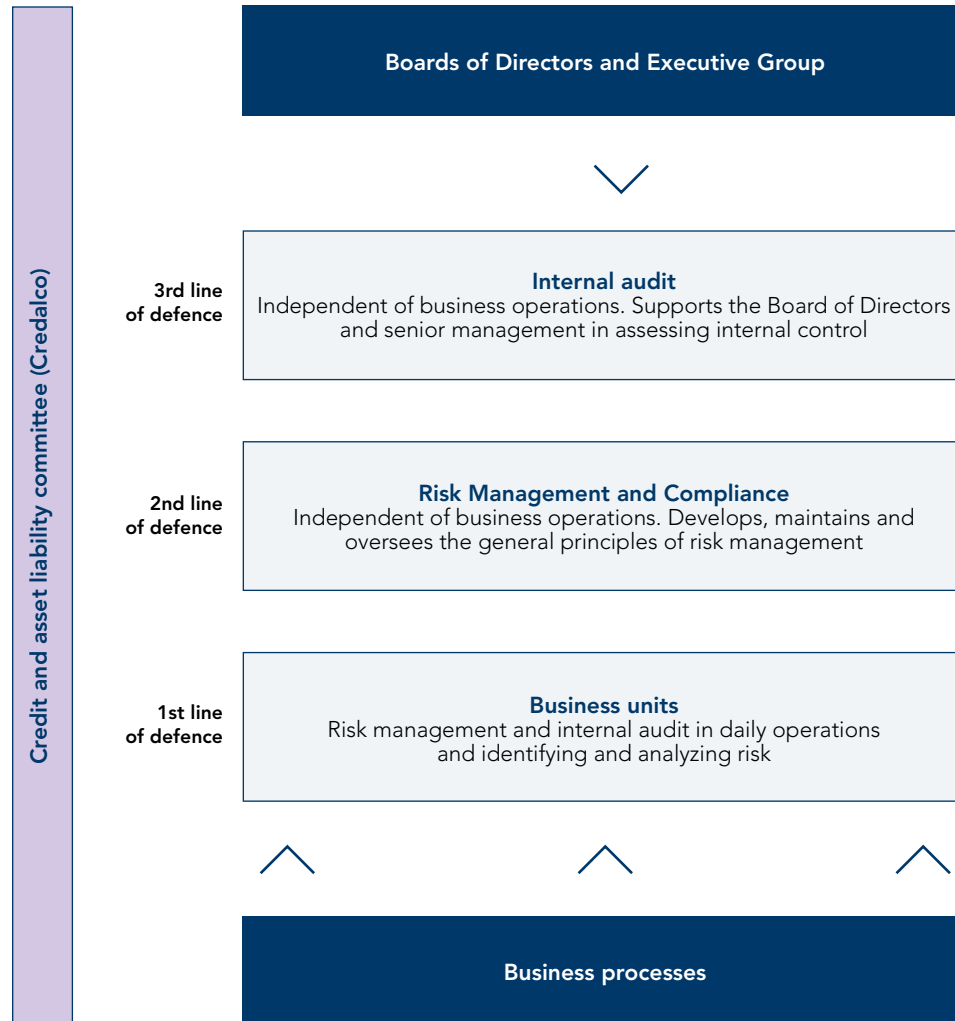 Credit and asset liability committee (Credalco)
Boards of Directors and Executive Group
3rd line
of defence
Internal audit
Independent of business operations. Supports the Board of Directors
and senior management in assessing internal control
2nd line
of defence
Risk Management and Compliance
Independent of business operations. Develops, maintains and
oversees the general principles of risk management
1st line
of defence
Business units
Risk management and internal audit in daily operations
and identifying and analyzing risk
Business processes